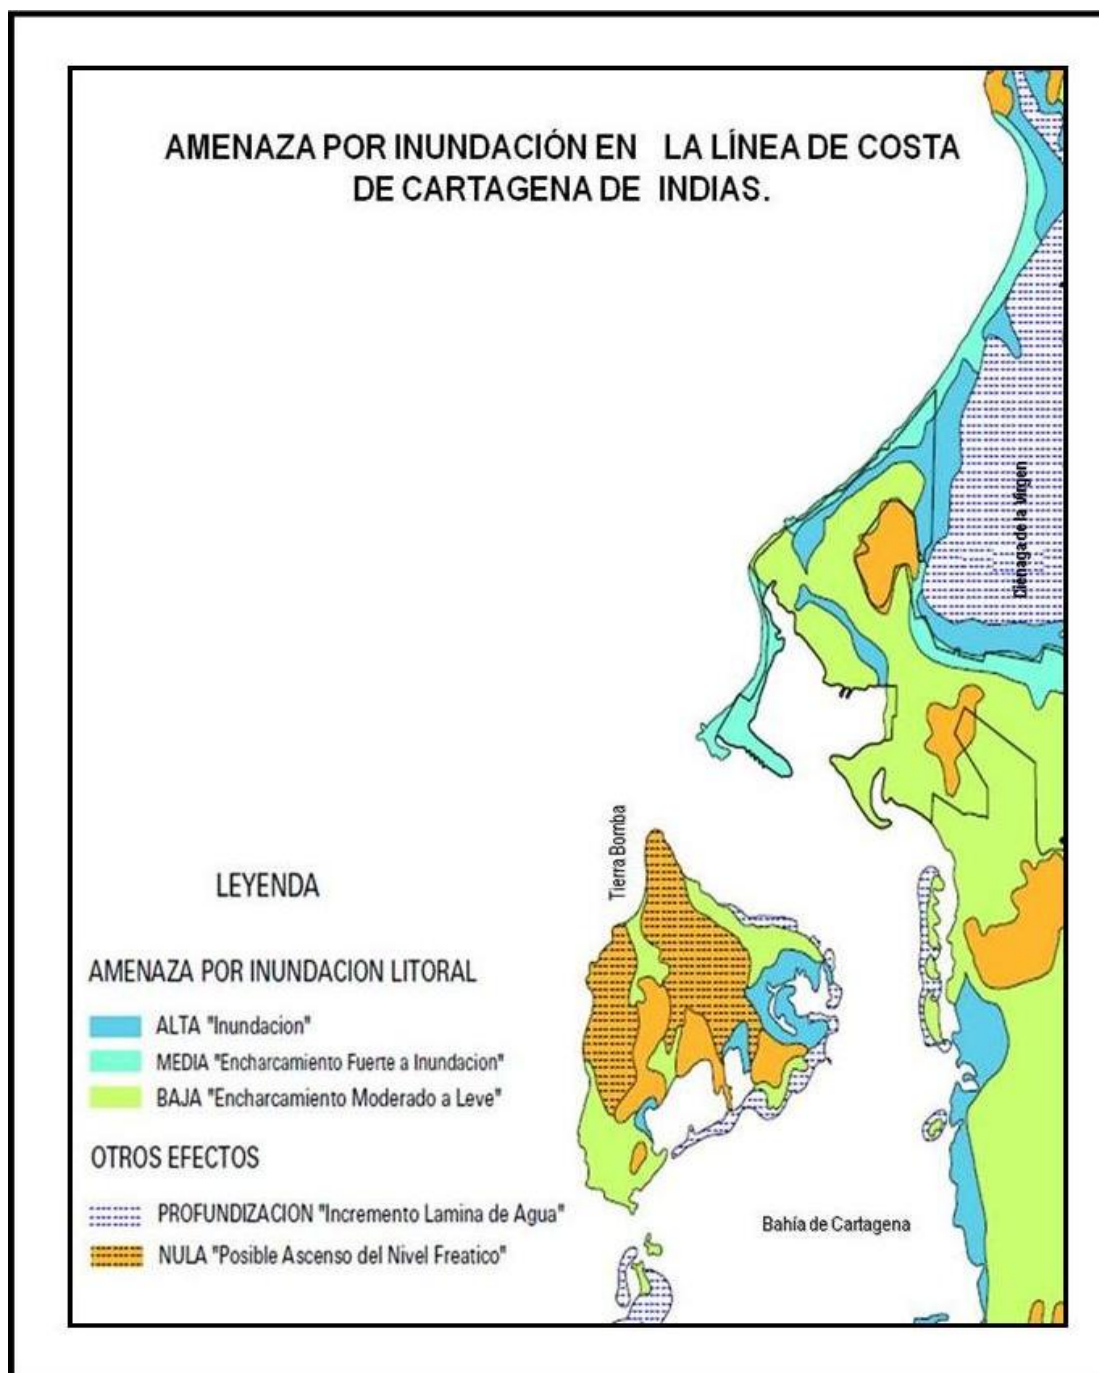 AMENAZA POR INUNDACIÓN EN LA LÍNEA DE COSTA
DE CARTAGENA DE INDIAS.
Cienaga de la Virgen
Tierra Bomba
LEYENDA
AMENAZA POR INUNDACION LITORAL
ALTA "Inundacion"
MEDIA "Encharcamiento Fuerte a Inundacion"
BAJA "Encharcamiento Moderado a Leve"
OTROS EFECTOS
PROFUNDIZACION "Incremento Lamina de Agua"
NULA "Posible Ascenso del Nivel Freatico"
Bahía de Cartagena